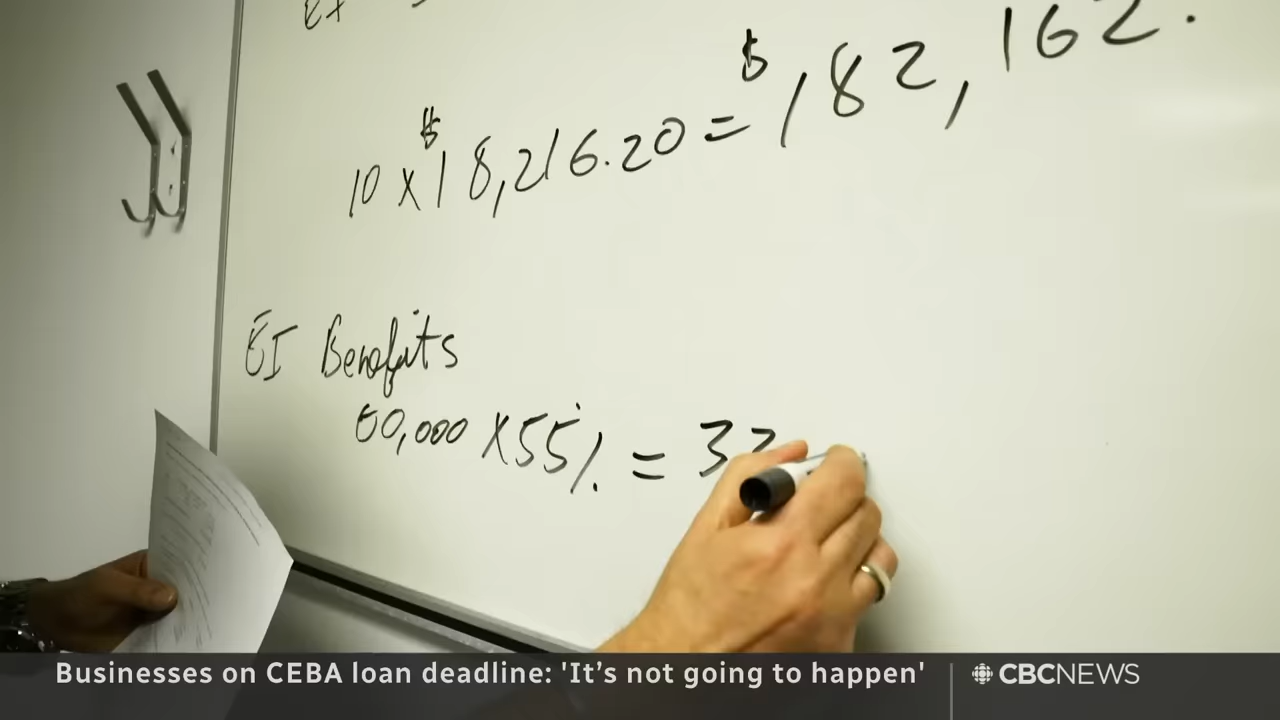 10 x $18,216.20 = $182,162.
EI Benefits
60,000 x 55% = 33
Businesses on CEBA loan deadline: 'It's not going to happen'
CBCNEWS